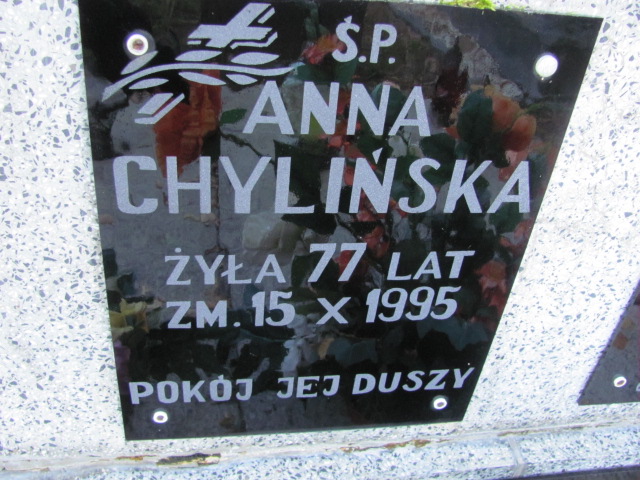 Ś.P.
ANNA
CHYLIŃSKA
ŻYŁA 77 LAT
ZM. 15 X 1995
POKÓJ JEJ DUSZY